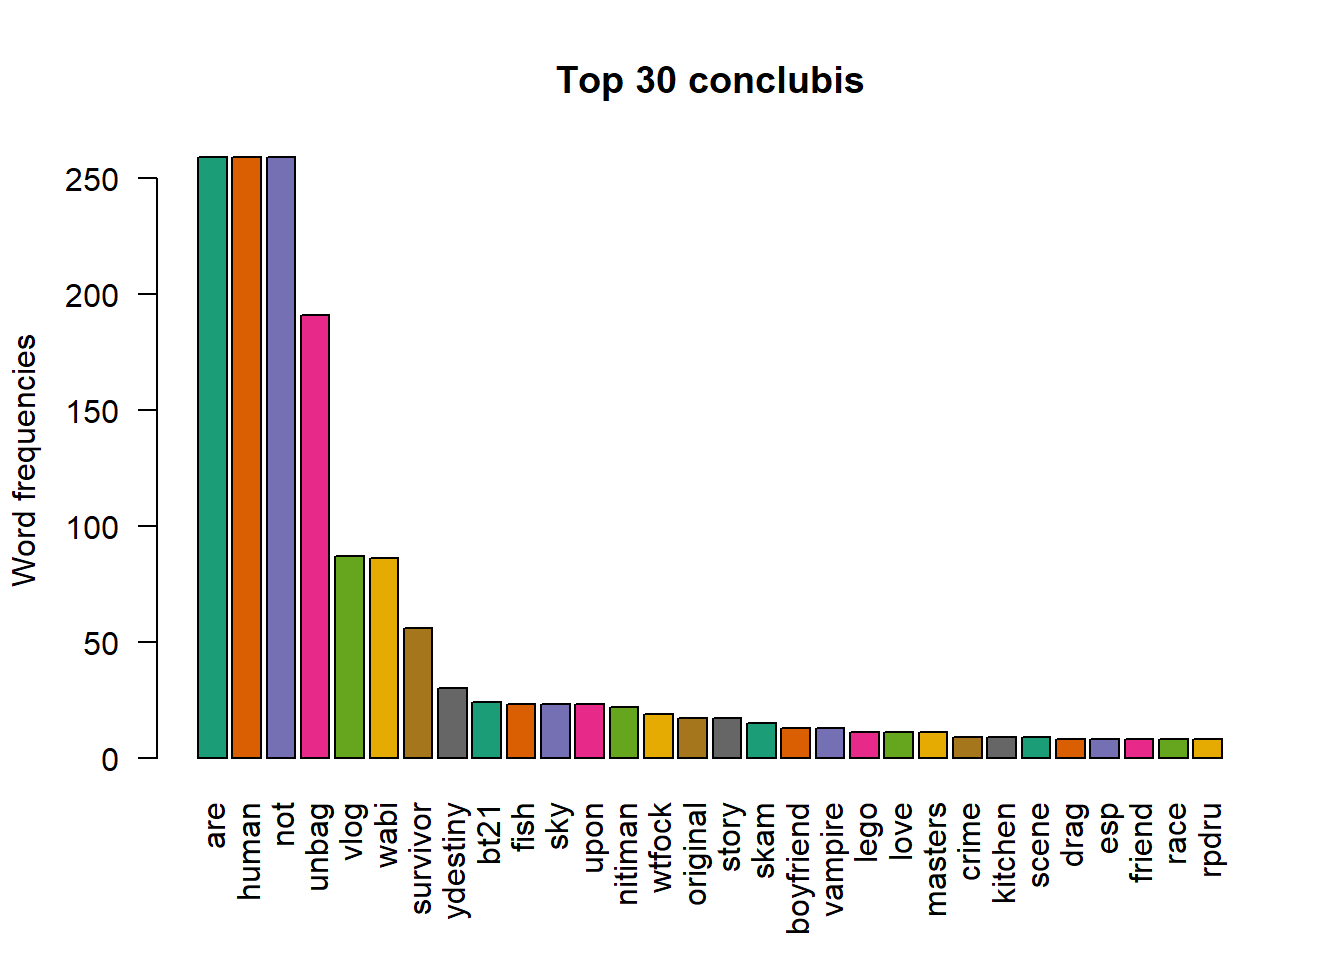 Top 30 conclubis
Word frequencies
250
200
150
100
50
0
are
human
not
unbag
vlog
wabi
survivor
ydestiny
bt21
fish
sky
upon
nitiman
wtfock
original
story
skam
boyfriend
vampire
lego
love
masters
crime
kitchen
scene
drag
esp
friend
race
rpdru